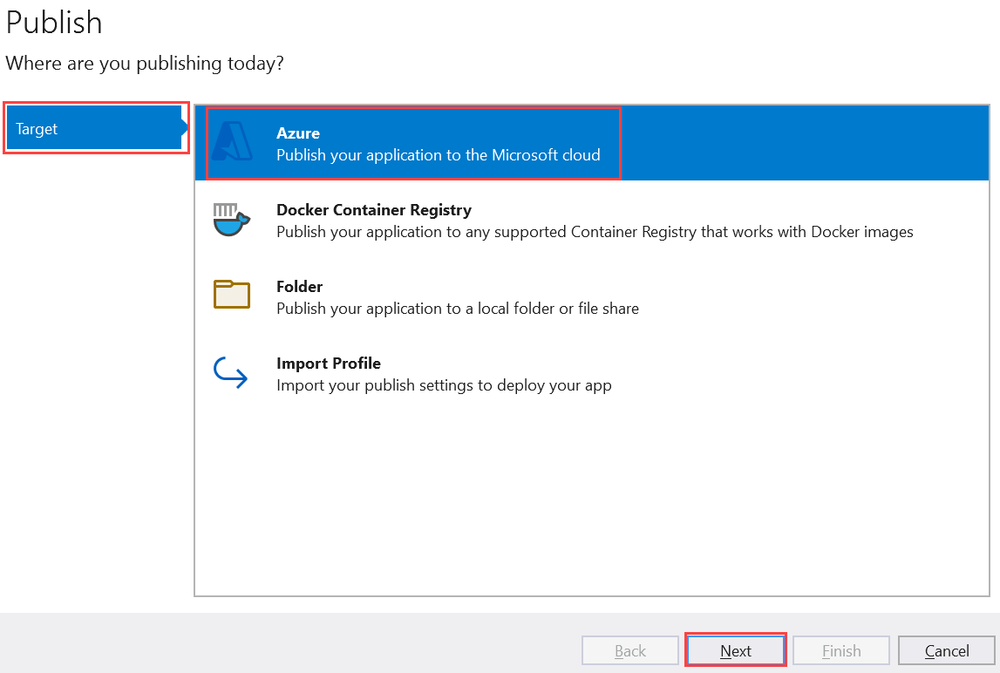 Publish
Where are you publishing today?
Target
Azure
Publish your application to the Microsoft cloud
Docker Container Registry
Publish your application to any supported Container Registry that works with Docker images
Folder
Publish your application to a local folder or file share
Import Profile
Import your publish settings to deploy your app
Back
Next
Finish
Cancel